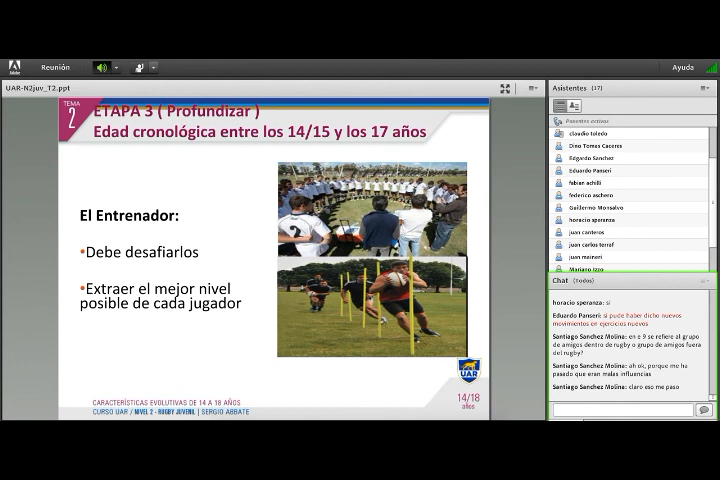 Adobe
Reunión
Ayuda
UAR-N2juv_T2.ppt
TEMA
2
ETAPA 3 ( Profundizar )
Edad cronológica entre los 14/15 y los 17 años
El Entrenador:
•Debe desafiarlos
•Extraer el mejor nivel
posible de cada jugador
2
UAR
CARACTERÍSTICAS EVOLUTIVAS DE 14 A 18 AÑOS
CURSO UAR / NIVEL 2 - RUGBY JUVENIL | SERGIO ABBATE
14/18
años
Asistentes (17)
Ponentes activos
claudio toledo
Dino Tomas Caceres
Edgardo Sanchez
Eduardo Panseri
fabian achilli
federico aschero
Guillermo Monsalvo
horacio speranza
juan canteros
juan carlos terraf
juan maineri
Mariano Izzo
Chat (Todos)
horacio speranza: si
Eduardo Panseri: si pude haber dicho nuevos
movimientos en ejercicios nuevos
Santiago Sanchez Molina: en e 9 se refiere al grupo
de amigos dentro de rugby o grupo de amigos fuera
del rugby?
Santiago Sanchez Molina: ah ok, porque me ha
pasado que eran malas influencias
Santiago Sanchez Molina: claro eso me paso